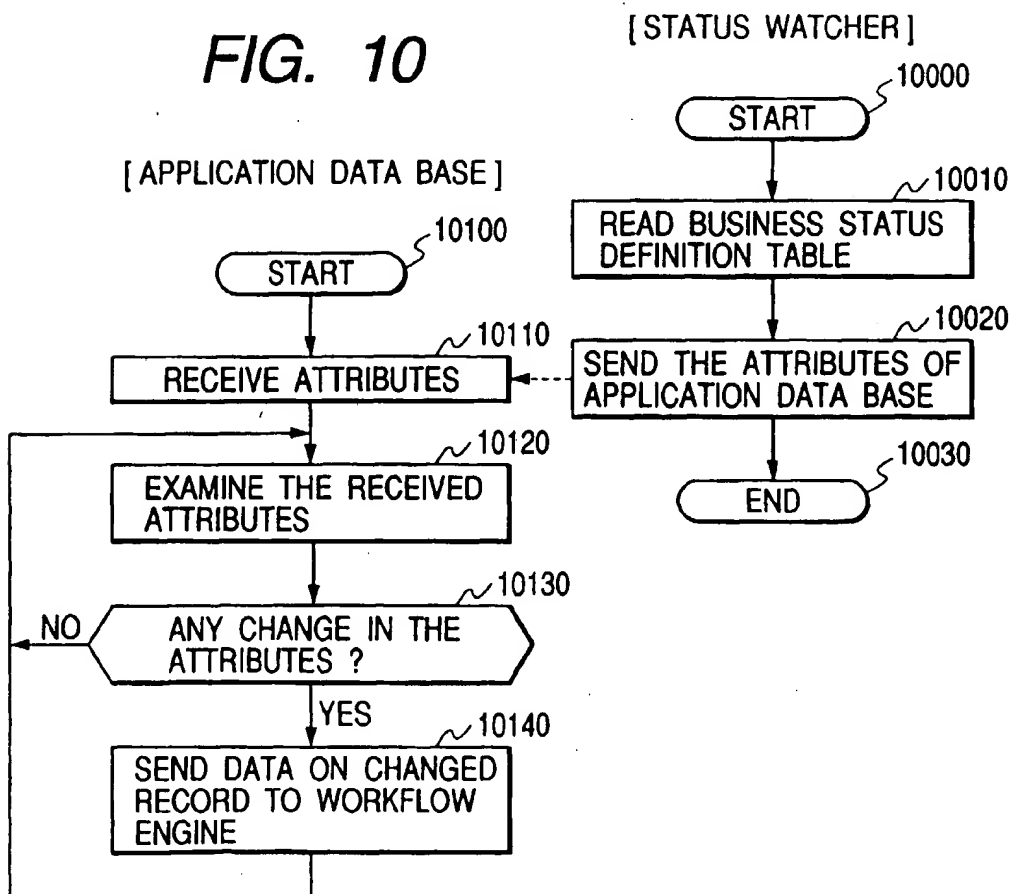 FIG. 10
[STATUS WATCHER]
10000
START
10010
READ BUSINESS STATUS
DEFINITION TABLE
10020
SEND THE ATTRIBUTES OF
APPLICATION DATA BASE
10030
END
[APPLICATION DATA BASE]
10100
START
10110
RECEIVE ATTRIBUTES
10120
EXAMINE THE RECEIVED
ATTRIBUTES
10130
ANY CHANGE IN THE
ATTRIBUTES ?
NO
YES
10140
SEND DATA ON CHANGED
RECORD TO WORKFLOW
ENGINE